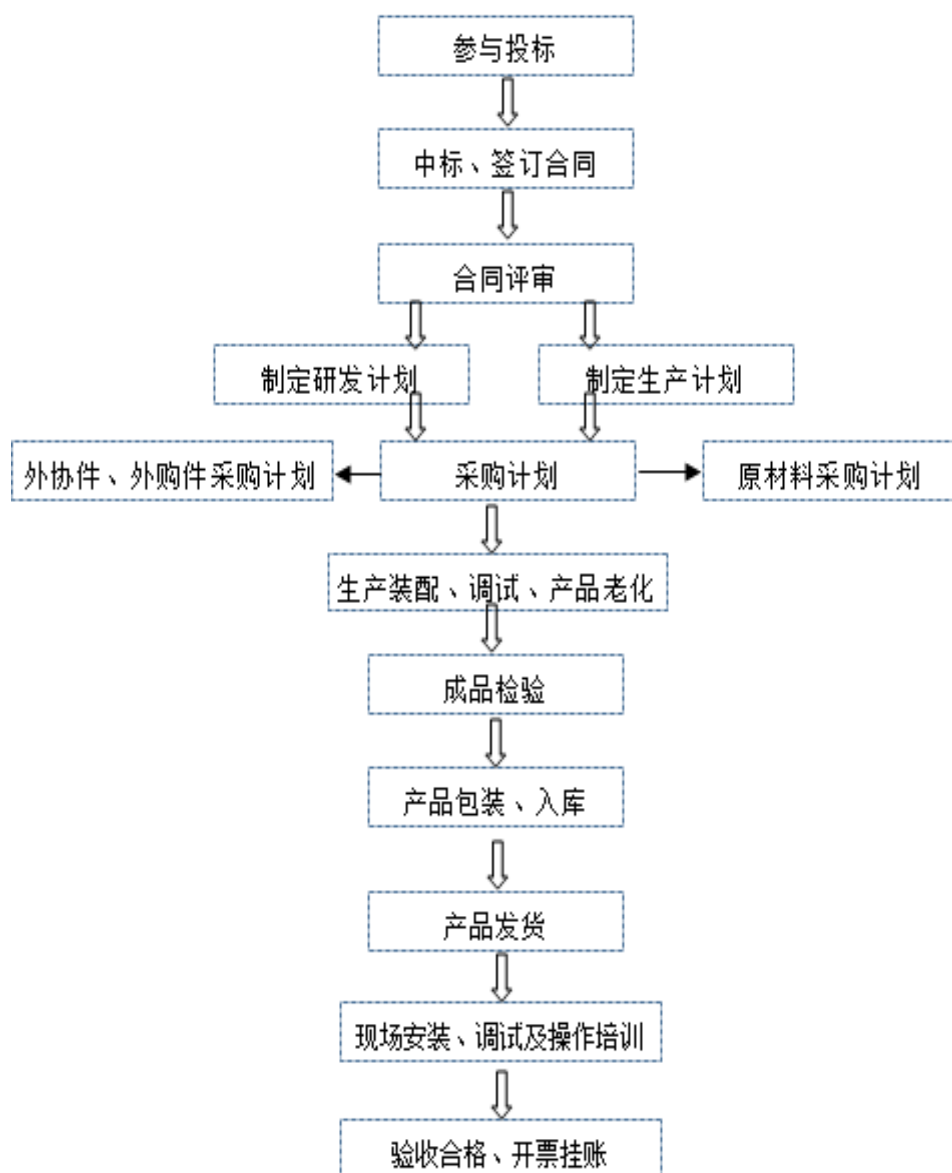 参与投标
中标、签订合同
合同评审
制定研发计划
制定生产计划
外协件、外购件采购计划
采购计划
原材料采购计划
生产装配、调试、产品老化
成品检验
产品包装、入库
产品发货
现场安装、调试及操作培训
验收合格、开票挂账